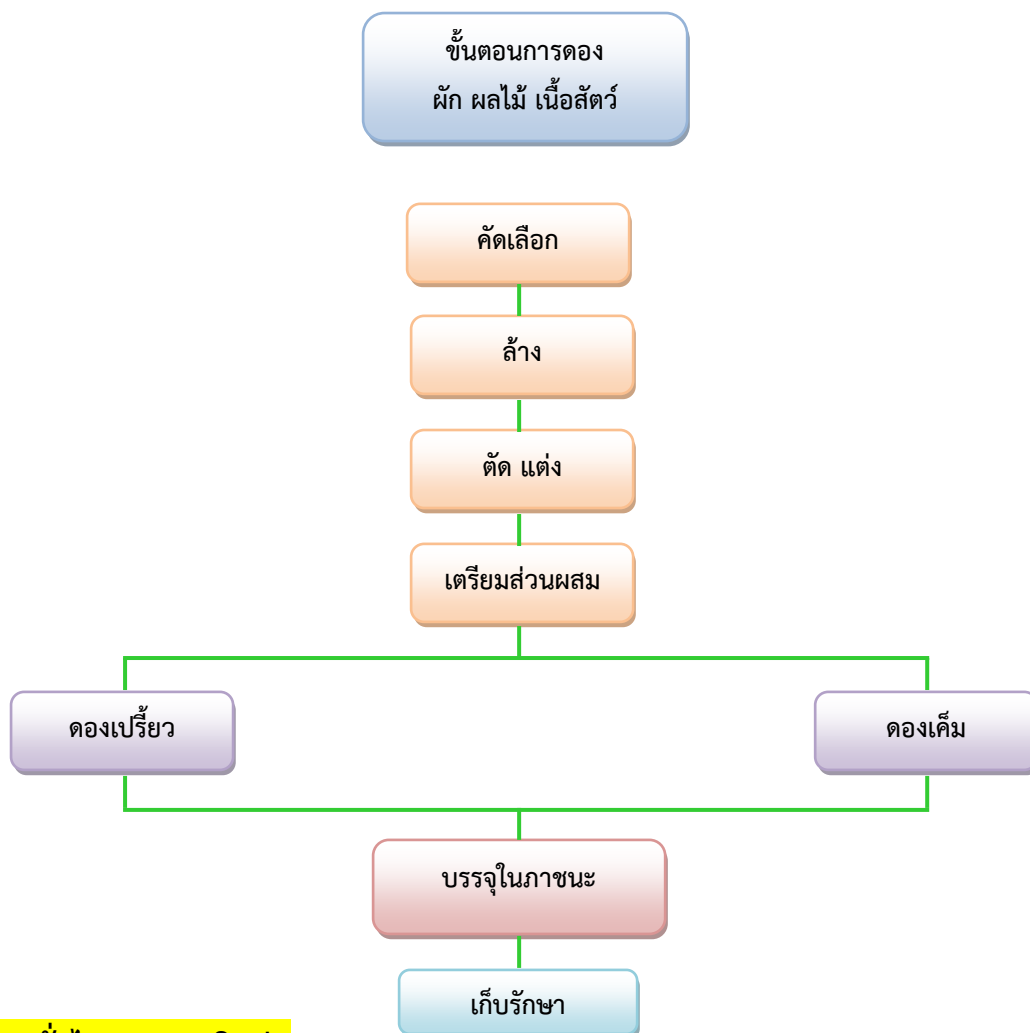 ขั้นตอนการดอง
ผัก ผลไม้ เนื้อสัตว์
คัดเลือก
ล้าง
ตัด แต่ง
เตรียมส่วนผสม
ดองเปรี้ยว
ดองเค็ม
บรรจุในภาชนะ
เก็บรักษา